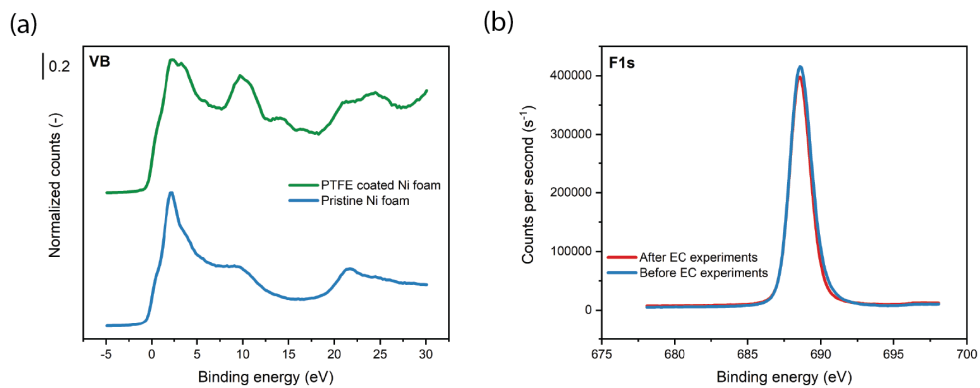 (a)
0.2
VB
Normalized counts (-)
PTFE coated Ni foam
Pristine Ni foam
-5 0 5 10 15 20 25 30
Binding energy (eV)
(b)
F1s
Counts per second (s⁻¹)
400000
300000
200000
100000
0
After EC experiments
Before EC experiments
675 680 685 690 695 700
Binding energy (eV)